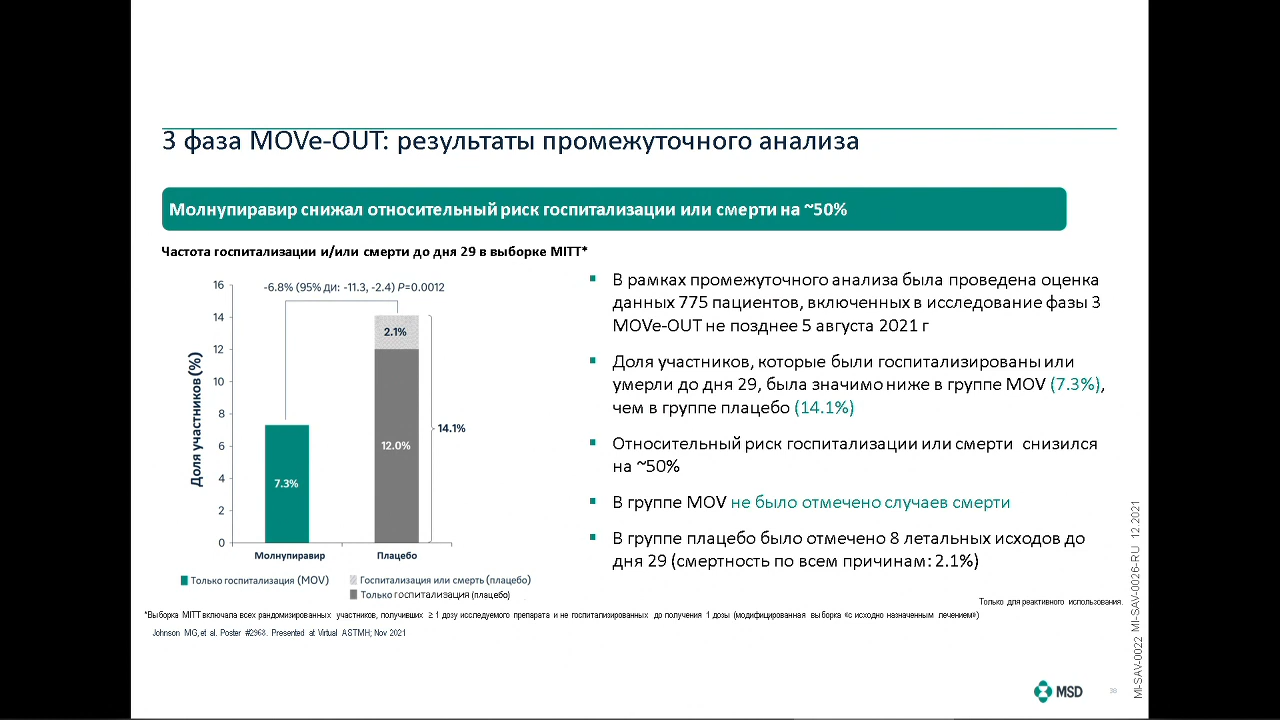 3 фаза MOVe-OUT: результаты промежуточного анализа
Молнупиравир снижал относительный риск госпитализации или смерти на ~50%
Частота госпитализации и/или смерти до дня 29 в выборке MITT*
-6.8% (95% ди: -11.3, -2.4) P=0.0012
Доля участников (%)
16
14
12
10
8
6
4
2
0
2.1%
12.0%
14.1%
7.3%
Молнупиравир
Плацебо
Только госпитализация (MOV)
Госпитализация или смерть (плацебо)
Только госпитализация (плацебо)
В рамках промежуточного анализа была проведена оценка
данных 775 пациентов, включенных в исследование фазы 3
MOVe-OUT не позднее 5 августа 2021 г
Доля участников, которые были госпитализированы или
умерли до дня 29, была значимо ниже в группе MOV (7.3%),
чем в группе плацебо (14.1%)
Относительный риск госпитализации или смерти снизился
на ~50%
В группе MOV не было отмечено случаев смерти
В группе плацебо было отмечено 8 летальных исходов до
дня 29 (смертность по всем причинам: 2.1%)
Только для реактивного использования.
*Выборка MITT включала всех рандомизированных участников, получивших ≥ 1 дозу исследуемого препарата и не госпитализированных до получения 1 дозы (модифицированная выборка «с исходно назначенным лечением»)
Johnson MG, et al. Poster #2968. Presented at Virtual ASTMH; Nov 2021
MI-SAV-0022 MI-SAV-0026-RU 12.2021
MSD
38